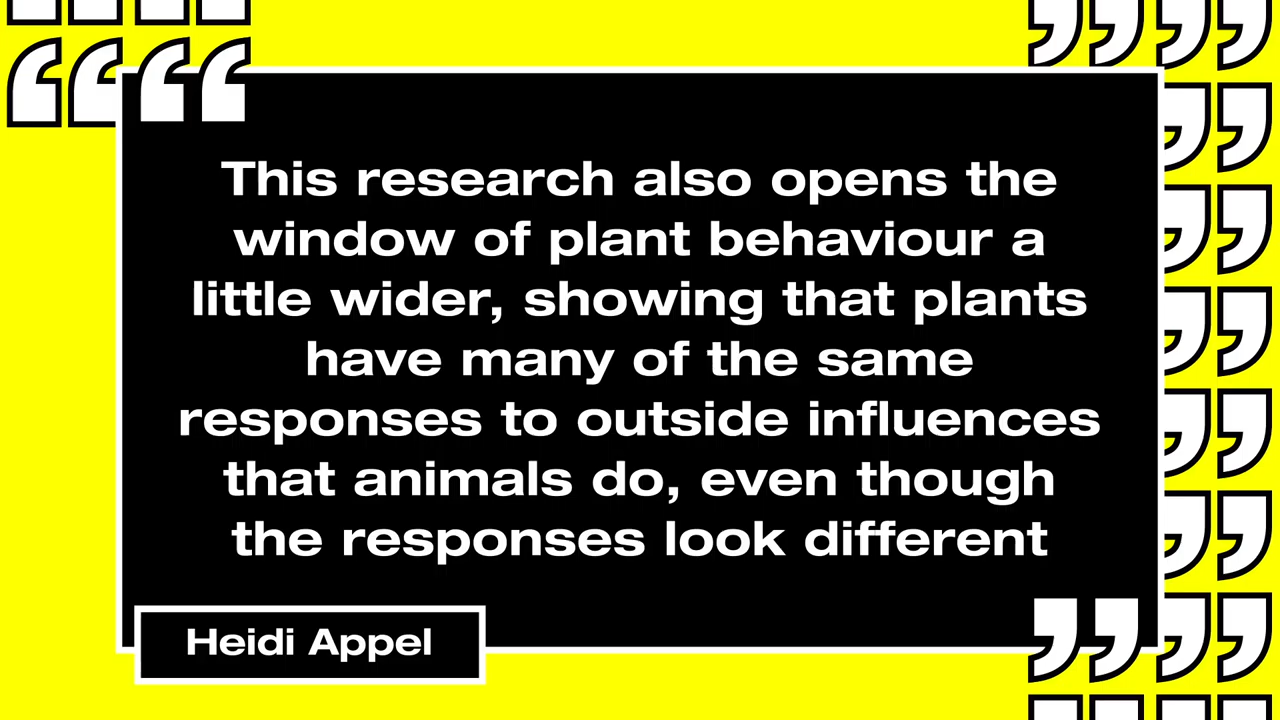 This research also opens the
window of plant behaviour a
little wider, showing that plants
have many of the same
responses to outside influences
that animals do, even though
the responses look different
Heidi Appel